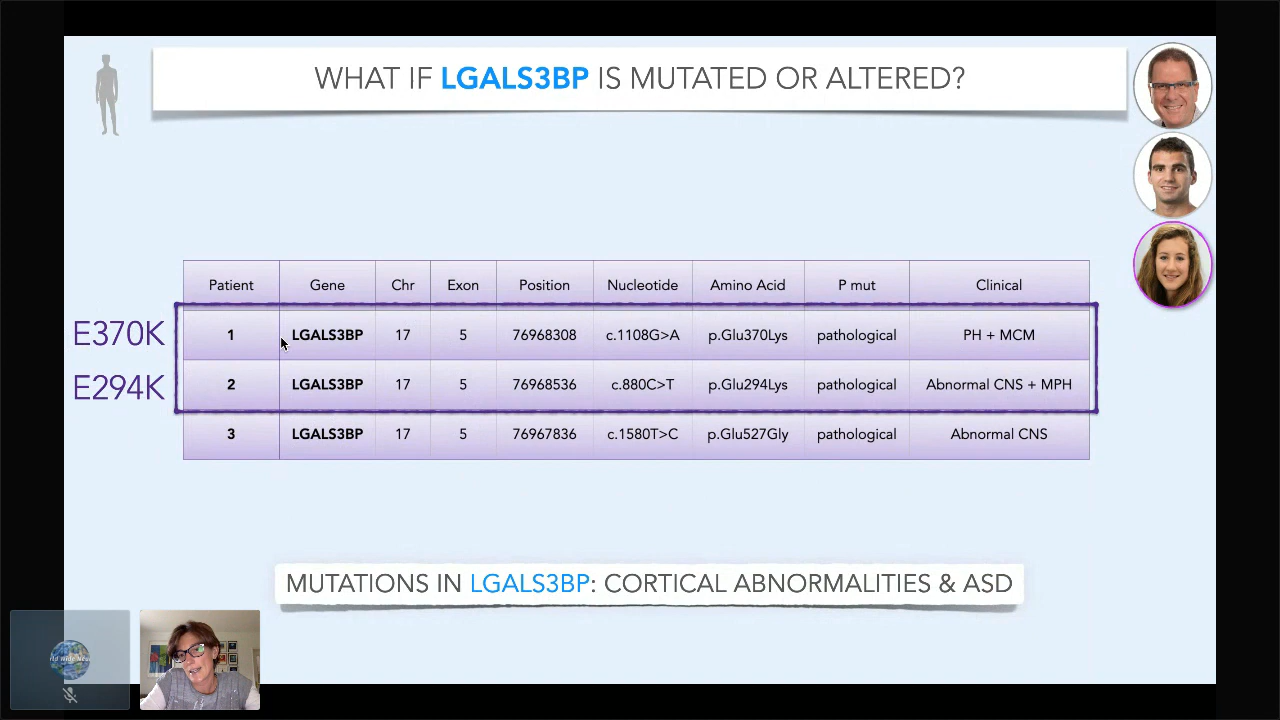 WHAT IF LGALS3BP IS MUTATED OR ALTERED?
Patient Gene Chr Exon Position Nucleotide Amino Acid P mut Clinical
E370K 1 LGALS3BP 17 5 76968308 c.1108G>A p.Glu370Lys pathological PH + MCM
E294K 2 LGALS3BP 17 5 76968536 c.880C>T p.Glu294Lys pathological Abnormal CNS + MPH
3 LGALS3BP 17 5 76967836 c.1580T>C p.Glu527Gly pathological Abnormal CNS
MUTATIONS IN LGALS3BP: CORTICAL ABNORMALITIES & ASD